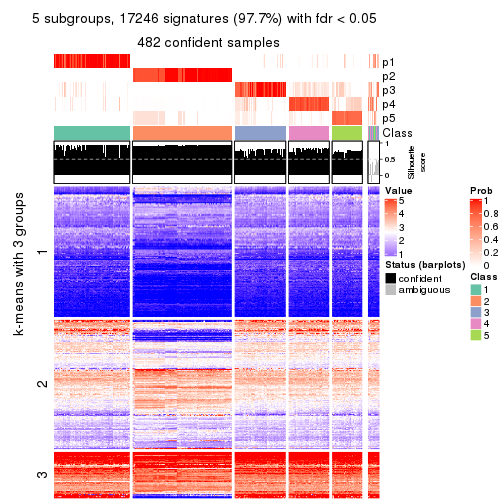 5 subgroups, 17246 signatures (97.7%) with fdr < 0.05
482 confident samples
p1
p2
p3
p4
p5
Class
1
0.5
0
Silhouette
score
k-means with 3 groups
1
2
3
Value
5
4
3
2
1
Status (barplots)
confident
ambiguous
Prob
1
0.8
0.6
0.4
0.2
0
Class
1
2
3
4
5